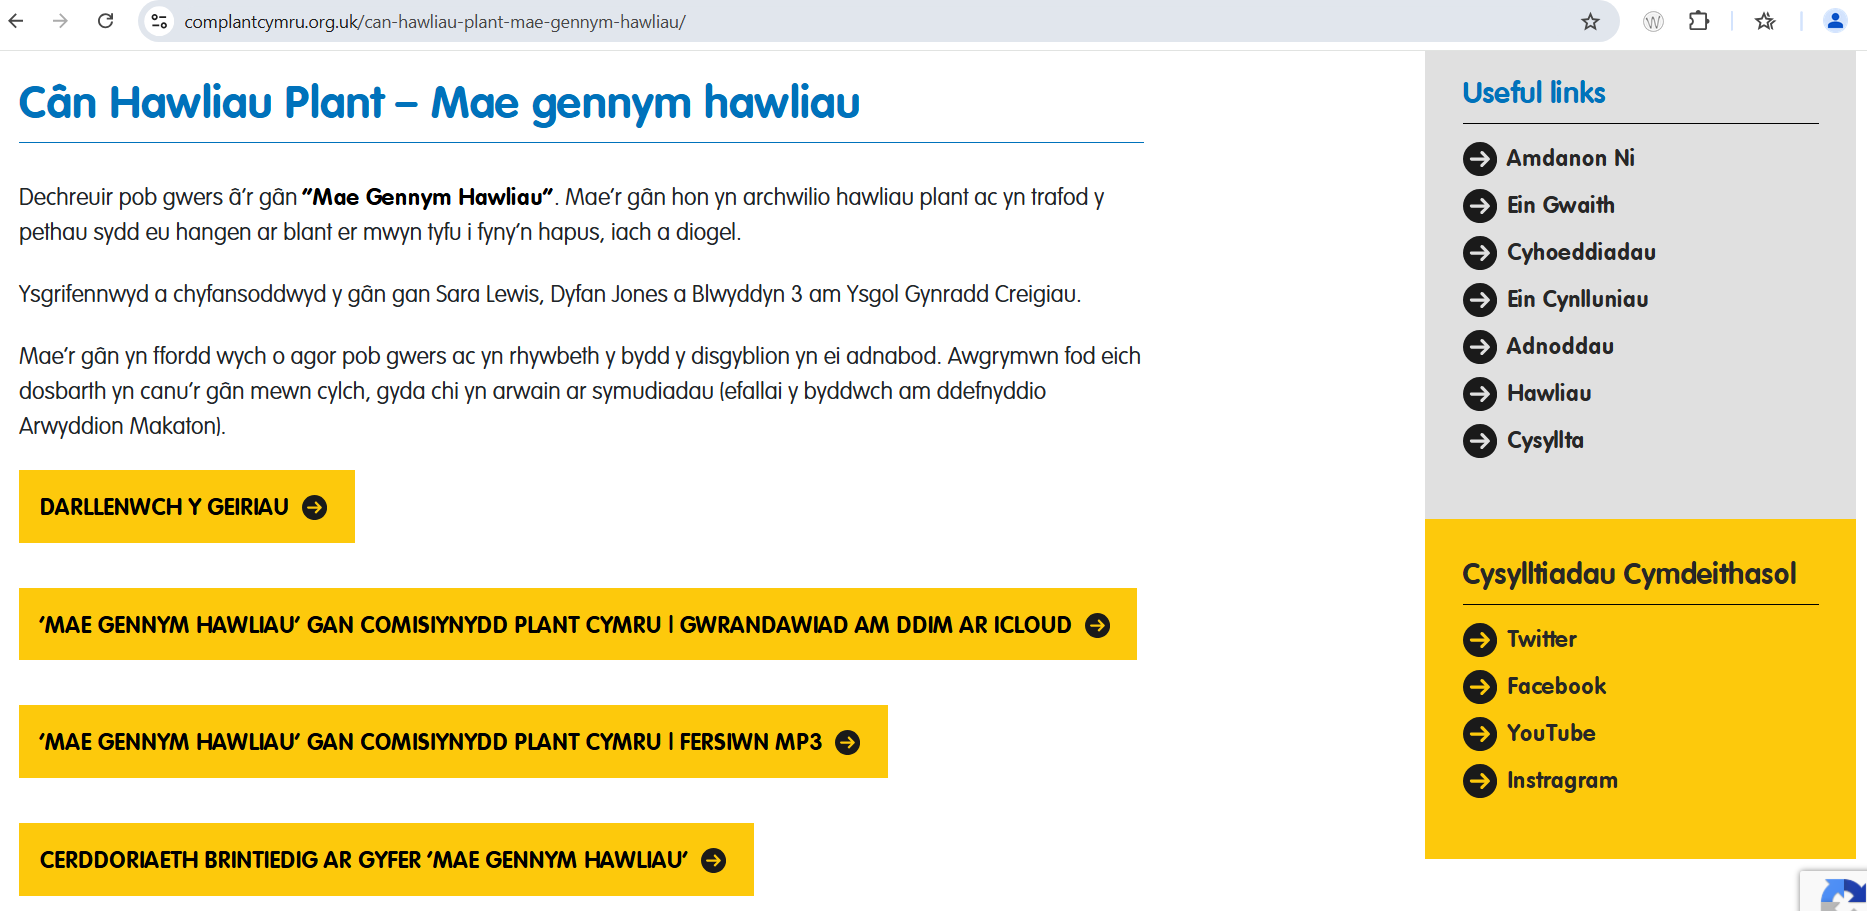 complantcymru.org.uk/can-hawliau-plant-mae-gennym-hawliau/
Cân Hawliau Plant – Mae gennym hawliau
Dechreuir pob gwers â’r gân “Mae Gennym Hawliau”. Mae’r gân hon yn archwilio hawliau plant ac yn trafod y
pethau sydd eu hangen ar blant er mwyn tyfu i fyny’n hapus, iach a diogel.
Ysgrifennwyd a chyfansoddwyd y gân gan Sara Lewis, Dyfan Jones a Blwyddyn 3 am Ysgol Gynradd Creigiau.
Mae’r gân yn ffordd wych o agor pob gwers ac yn rhywbeth y bydd y disgyblion yn ei adnabod. Awgrymwn fod eich
dosbarth yn canu’r gân mewn cylch, gyda chi yn arwain ar symudiadau (efallai y byddwch am ddefnyddio
Arwyddion Makaton).
DARLLENWCH Y GEIRIAU
‘MAE GENNYM HAWLIAU’ GAN COMISIYNYDD PLANT CYMRU | GWRANDAWIAD AM DDIM AR ICLOUD
‘MAE GENNYM HAWLIAU’ GAN COMISIYNYDD PLANT CYMRU | FERSIWN MP3
CERDDORIAETH BRINTIEDIG AR GYFER ‘MAE GENNYM HAWLIAU’
Useful links
Amdanon Ni
Ein Gwaith
Cyhoeddiadau
Ein Cynlluniau
Adnoddau
Hawliau
Cysyllta
Cysylltiadau Cymdeithasol
Twitter
Facebook
YouTube
Instragram